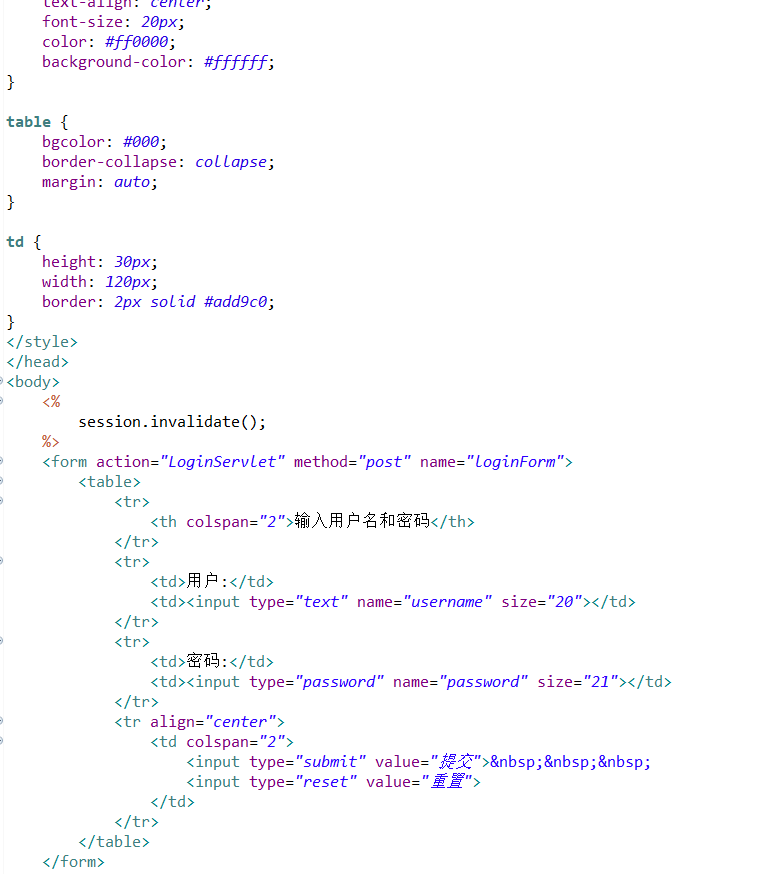 text-align: center;
font-size: 20px;
color: #ff0000;
background-color: #ffffff;
}
table {
bgcolor: #000;
border-collapse: collapse;
margin: auto;
}
td {
height: 30px;
width: 120px;
border: 2px solid #add9c0;
}
</style>
</head>
<body>
<%
session.invalidate();
%>
<form action="LoginServlet" method="post" name="loginForm">
<table>
<tr>
<th colspan="2">输入用户名和密码</th>
</tr>
<tr>
<td>用户:</td>
<td><input type="text" name="username" size="20"></td>
</tr>
<tr>
<td>密码:</td>
<td><input type="password" name="password" size="21"></td>
</tr>
<tr align="center">
<td colspan="2">
<input type="submit" value="提交">&nbsp;&nbsp;&nbsp;
<input type="reset" value="重置">
</td>
</tr>
</table>
</form>